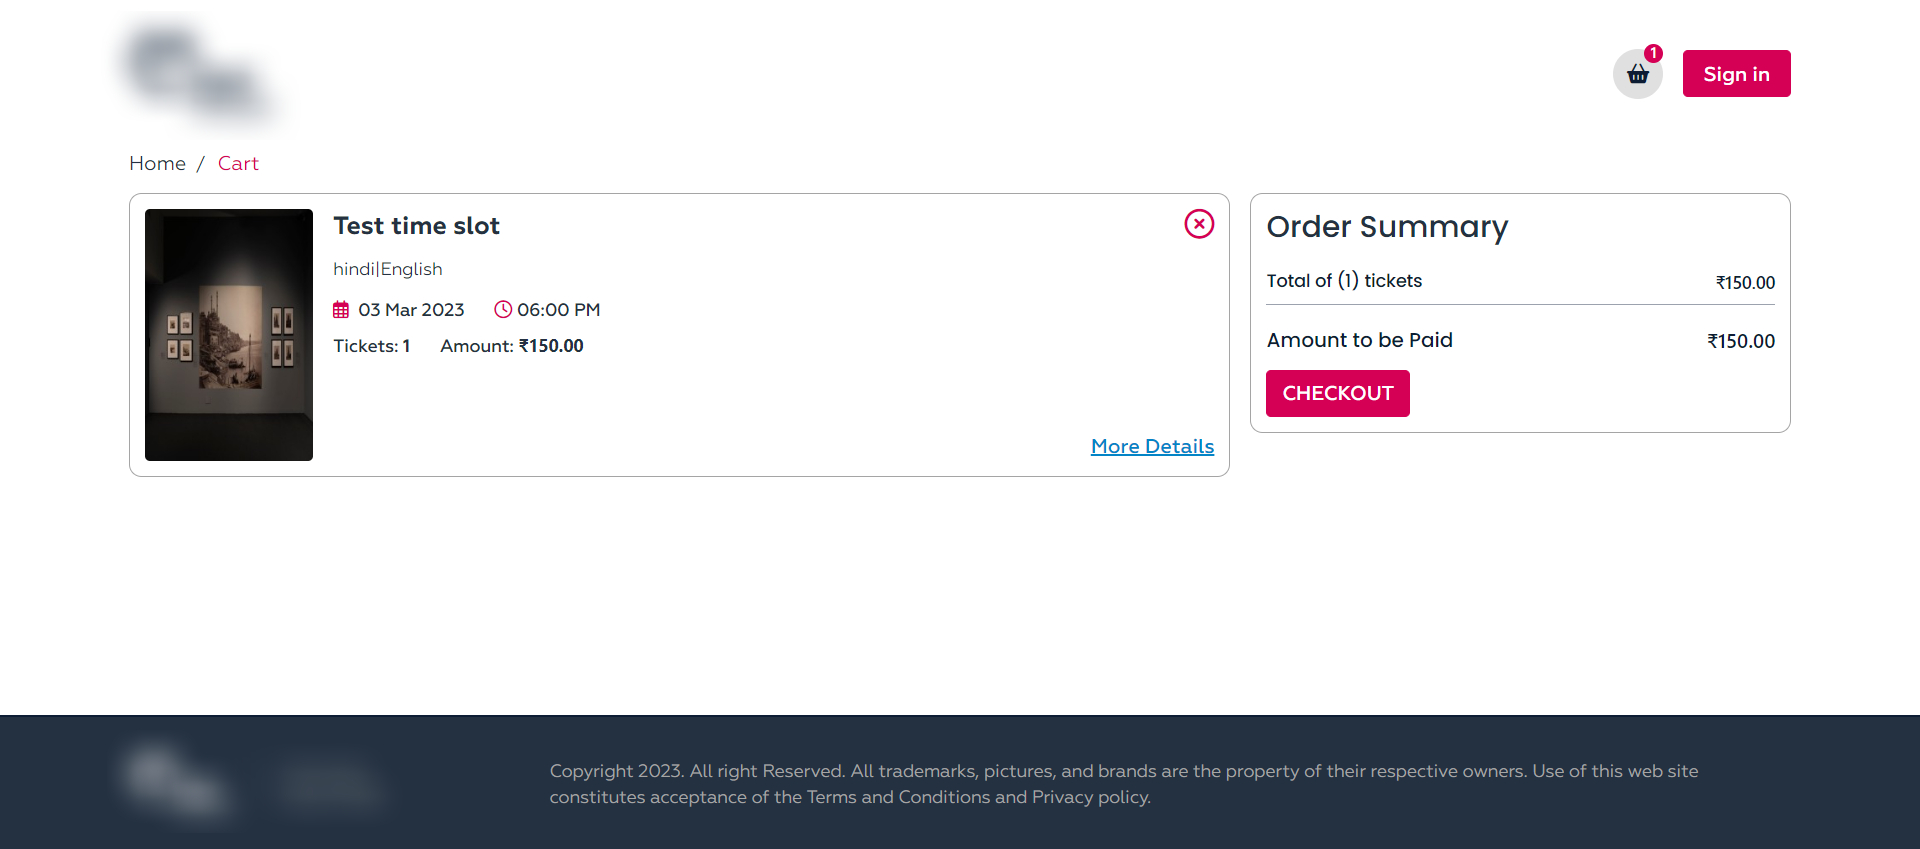 1
Sign in
Home / Cart
Test time slot
hindi|English
03 Mar 2023 06:00 PM
Tickets: 1 Amount: ₹150.00
More Details
Order Summary
Total of (1) tickets ₹150.00
Amount to be Paid ₹150.00
CHECKOUT
Copyright 2023. All right Reserved. All trademarks, pictures, and brands are the property of their respective owners. Use of this web site
constitutes acceptance of the Terms and Conditions and Privacy policy.